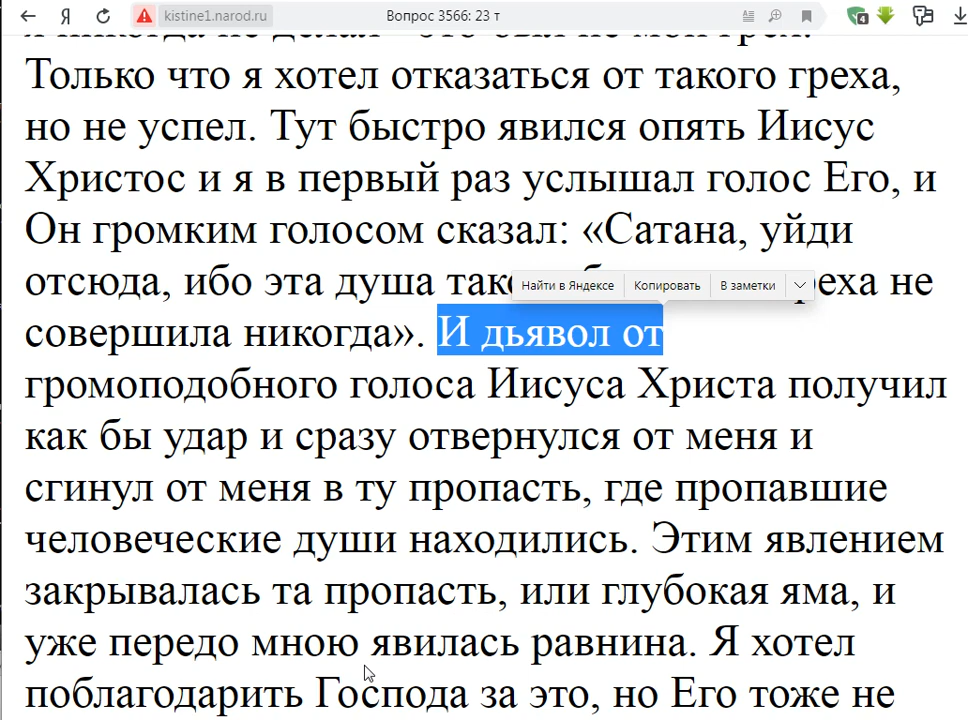 kistine1.narod.ru
Вопрос 3566: 23 т
4
Только что я хотел отказаться от такого греха,
но не успел. Тут быстро явился опять Иисус
Христос и я в первый раз услышал голос Его, и
Он громким голосом сказал: «Сатана, уйди
отсюда, ибо эта душа не
Найти в Яндексе Копировать В заметки
совершила никогда». И дьявол от
громоподобного голоса Иисуса Христа получил
как бы удар и сразу отвернулся от меня и
сгинул от меня в ту пропасть, где пропавшие
человеческие души находились. Этим явлением
закрывалась та пропасть, или глубокая яма, и
уже передо мною явилась равнина. Я хотел
поблагодарить Господа за это, но Его тоже не